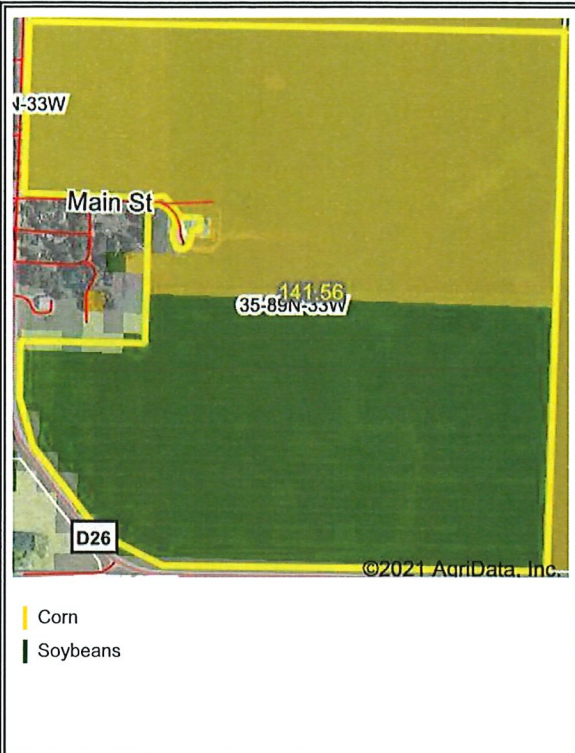 N-33W
Main St
141.56
35-89N-33W
D26
©2021 AgriData, Inc.
Corn
Soybeans